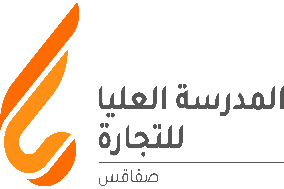 المدرسة العليا
للتجارة
صفاقس